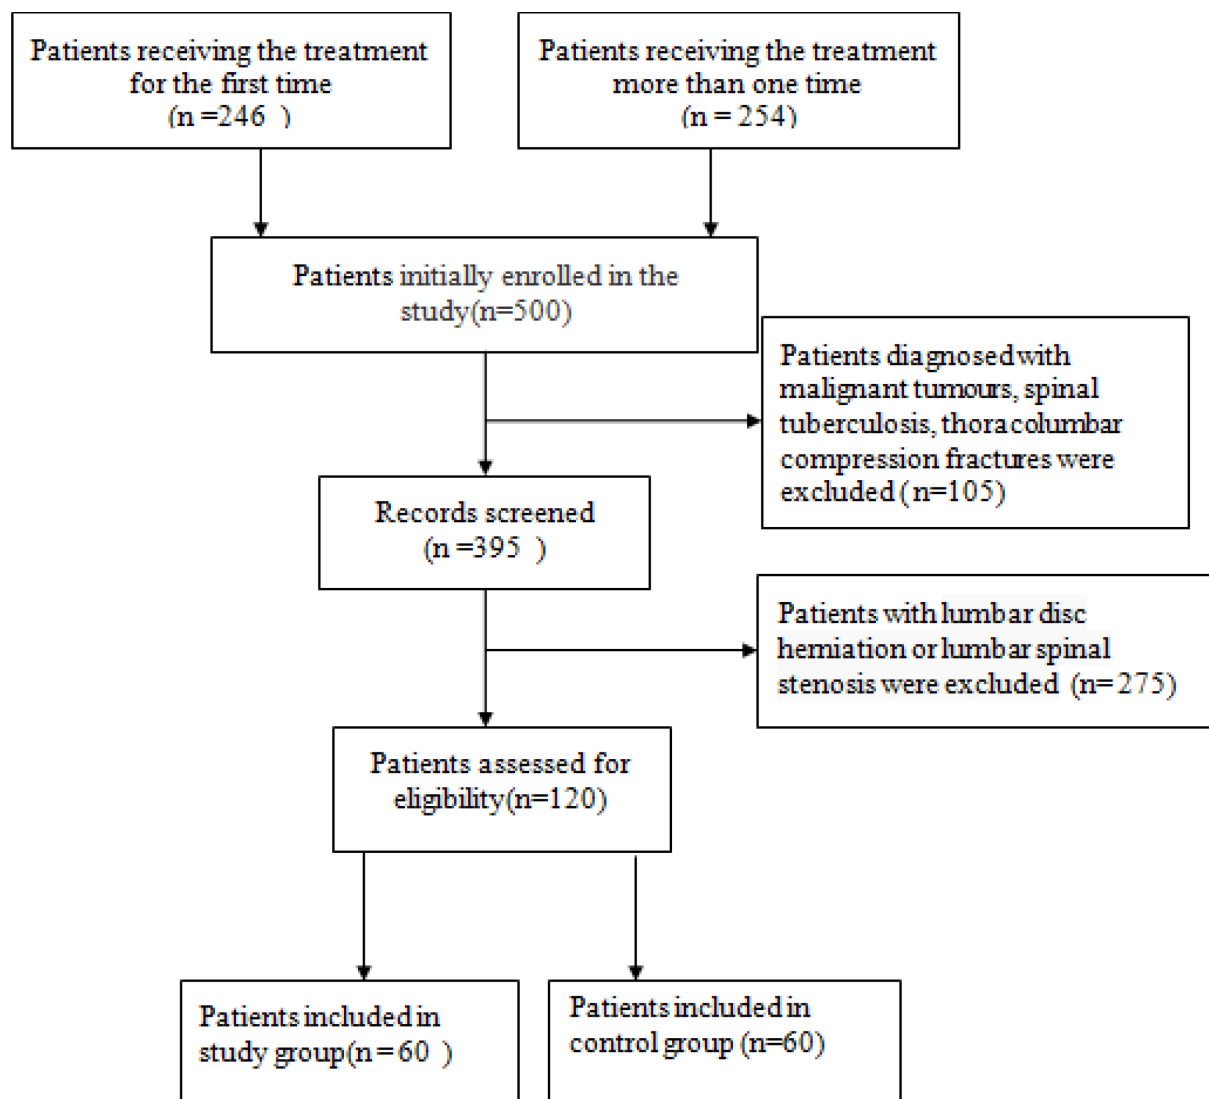 Patients receiving the treatment
for the first time
(n =246  )
Patients receiving the treatment
more than one time
(n = 254)
Patients initially enrolled in the
study(n=500)
Patients diagnosed with
malignant tumours, spinal
tuberculosis, thoracolumbar
compression fractures were
excluded ( n=105)
Records screened
(n =395  )
Patients with lumbar disc
herniation or lumbar spinal
stenosis were excluded  (n= 275)
Patients assessed for
eligibility(n=120)
Patients included in
study group(n = 60  )
Patients included in
control group (n=60)